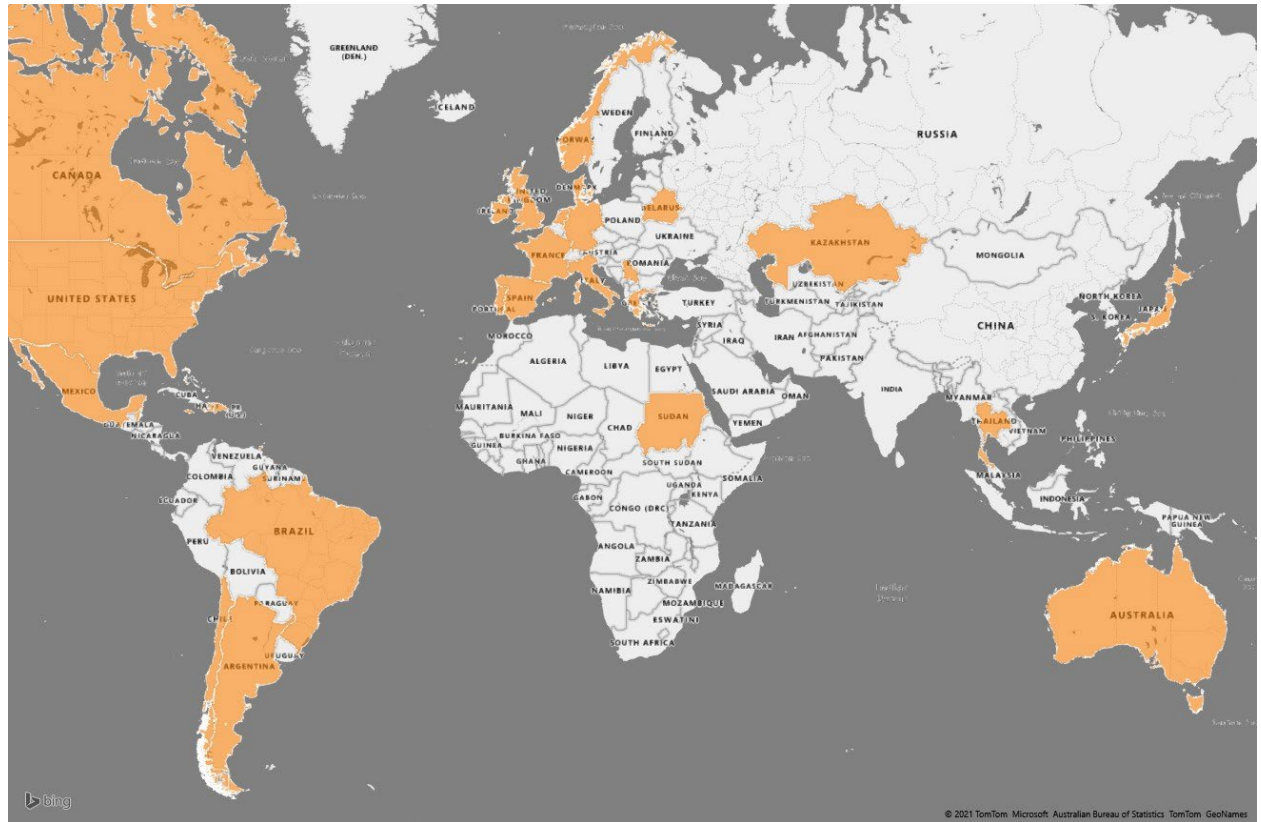 GREENLAND
(DEN.)
ICELAND
SWEDEN
NORWAY
FINLAND
RUSSIA
CANADA
UNITED
KINGDOM
DENMARK
IRELAND
BELARUS
POLAND
UKRAINE
KAZAKHSTAN
MONGOLIA
FRANCE
AUSTRIA
ROMANIA
ITALY
UNITED STATES
SPAIN
PORTUGAL
TURKEY
UZBEKISTAN
TURKMENISTAN
TAJIKISTAN
NORTH KOREA
S. KOREA
JAPAN
CHINA
SYRIA
IRAQ
IRAN
AFGHANISTAN
PAKISTAN
MOROCCO
ALGERIA
LIBYA
EGYPT
SAUDI ARABIA
OMAN
INDIA
MYANMAR
MEXICO
CUBA
HAITI
PR
(U.S.)
GUATEMALA
NICARAGUA
MAURITANIA
MALI
NIGER
CHAD
SUDAN
YEMEN
THAILAND
VIETNAM
PHILIPPINES
VENEZUELA
GUYANA
SURINAME
COLOMBIA
ECUADOR
GUINEA
BURKINA FASO
GHANA
NIGERIA
CAMEROON
SOUTH SUDAN
SOMALIA
MALAYSIA
INDONESIA
PAPUA NEW
GUINEA
GABON
CONGO (DRC)
UGANDA
KENYA
TANZANIA
BRAZIL
PERU
BOLIVIA
PARAGUAY
CHILE
URUGUAY
ARGENTINA
ANGOLA
ZAMBIA
ZIMBABWE
MADAGASCAR
NAMIBIA
MOZAMBIQUE
ESWATINI
SOUTH AFRICA
AUSTRALIA
bing
© 2021 TomTom Microsoft Australian Bureau of Statistics TomTom GeoNames